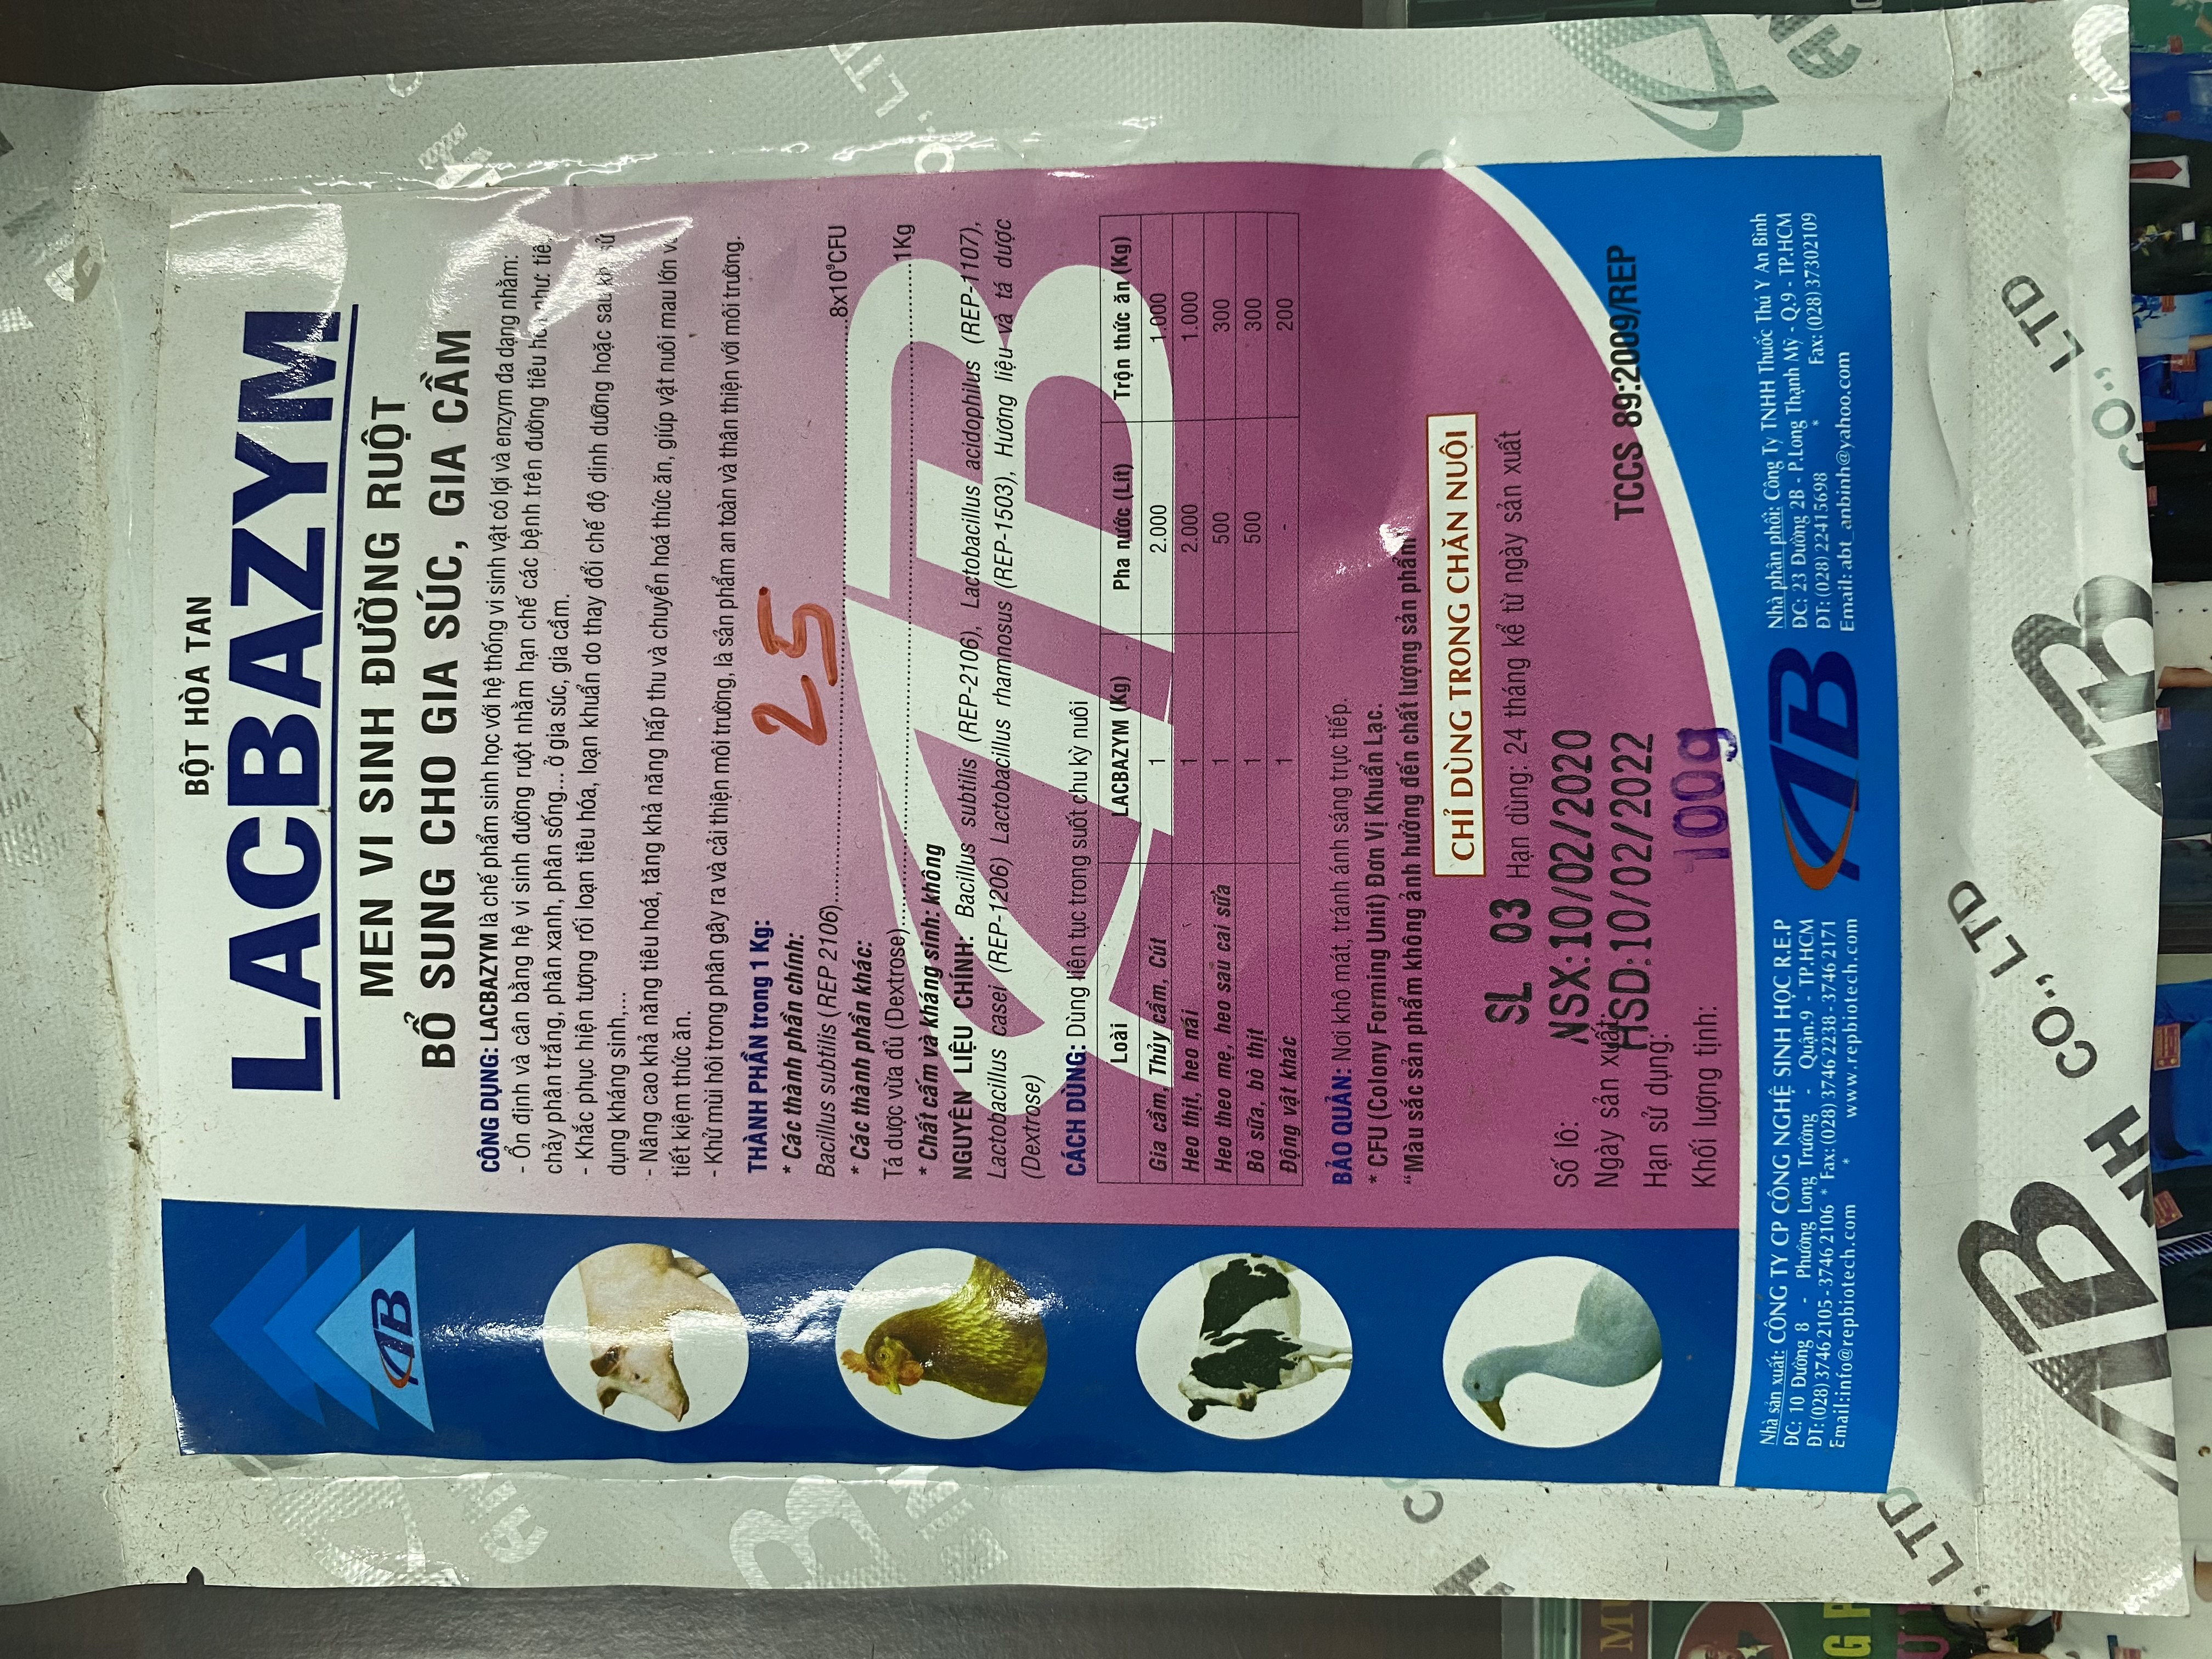 BỘT HÒA TAN
LACBAZYM
MEN VI SINH ĐƯỜNG RUỘT
BỔ SUNG CHO GIA SÚC, GIA CẦM
CÔNG DỤNG: LACBAZYM là chế phẩm sinh học với hệ thống vi sinh vật có lợi và enzym đa dạng nhằm:
- Ổn định và cân bằng hệ vi sinh đường ruột nhằm hạn chế các bệnh trên đường tiêu như: tiê
chảy phân trắng, phân xanh, phân sống... ở gia súc, gia cầm.
- Khắc phục hiện tượng rối loạn tiêu hóa, loạn khuẩn do thay đổi chế độ dinh dưỡng hoặc sau sử
dụng kháng sinh,...
- Nâng cao khả năng tiêu hoá, tăng khả năng hấp thu và chuyển hoá thức ăn, giúp vật nuôi mau lớn
tiết kiệm thức ăn.
- Khử mùi hôi trong phân gây ra và cải thiện môi trường, là sản phẩm an toàn và thân thiện với môi trường.
THÀNH PHẦN trong 1 Kg:
25
* Các thành phần chính:
Bacillus subtilis (REP 2106)..........8x10⁹CFU
* Các thành phần khác:
Tá dược vừa đủ (Dextrose)..........1Kg
* Chất cấm và kháng sinh: không
NGUYÊN LIỆU CHÍNH: Bacillus subtilis (REP-2106), Lactobacillus acidophilus (REP-1107),
Lactobacillus casei (REP-1206) Lactobacillus rhamnosus (REP-1503), Hương liệu và tá dược
(Dextrose)
CÁCH DÙNG: Dùng liên tục trong suốt chu kỳ nuôi
Loài LACBAZYM (Kg) Pha nước (Lít) Trộn thức ăn (Kg)
Gia cầm, Thủy cầm, Cút 1 2.000 1.000
Heo thịt, heo nái 1 2.000 1.000
Heo theo mẹ, heo sau cai sữa 1 500 300
Bò sữa, bò thịt 1 500 300
Động vật khác 1 - 200
BẢO QUẢN: Nơi khô mát, tránh ánh sáng trực tiếp.
* CFU (Colony Forming Unit) Đơn Vị Khuẩn Lạc.
"Màu sắc sản phẩm không ảnh hưởng đến chất lượng sản phẩm
CHỈ DÙNG TRONG CHĂN NUÔI
SL 03 Hạn dùng: 24 tháng kể từ ngày sản xuất
Số lô:
NSX:10/02/2020
Ngày sản xuất:
HSD:10/02/2022
TCCS 89:2009/REP
Hạn sử dụng:
Khối lượng tịnh: 100g
AB
Nhà sản xuất: CÔNG TY CP CÔNG NGHỆ SINH HỌC R.E.P
ĐC: 10 Đường 8 - Phường Long Trường - Quận.9 - TP.HCM
ĐT: (028)37462105 - 37462106 * Fax: (028) 3746 2238 - 3746 2171
Email:info@repbiotech.com * www.repbiotech.com
AB
Nhà phân phối: Công Ty TNHH Thuốc Thú Y An Bình
ĐC: 23 Đường 2B - P.Long Thạnh Mỹ - Q.9 - TP.HCM
ĐT: (028) 22415698 * Fax: (028) 37302109
Email: abt_anbinh@yahoo.com
AB
CO., LTD